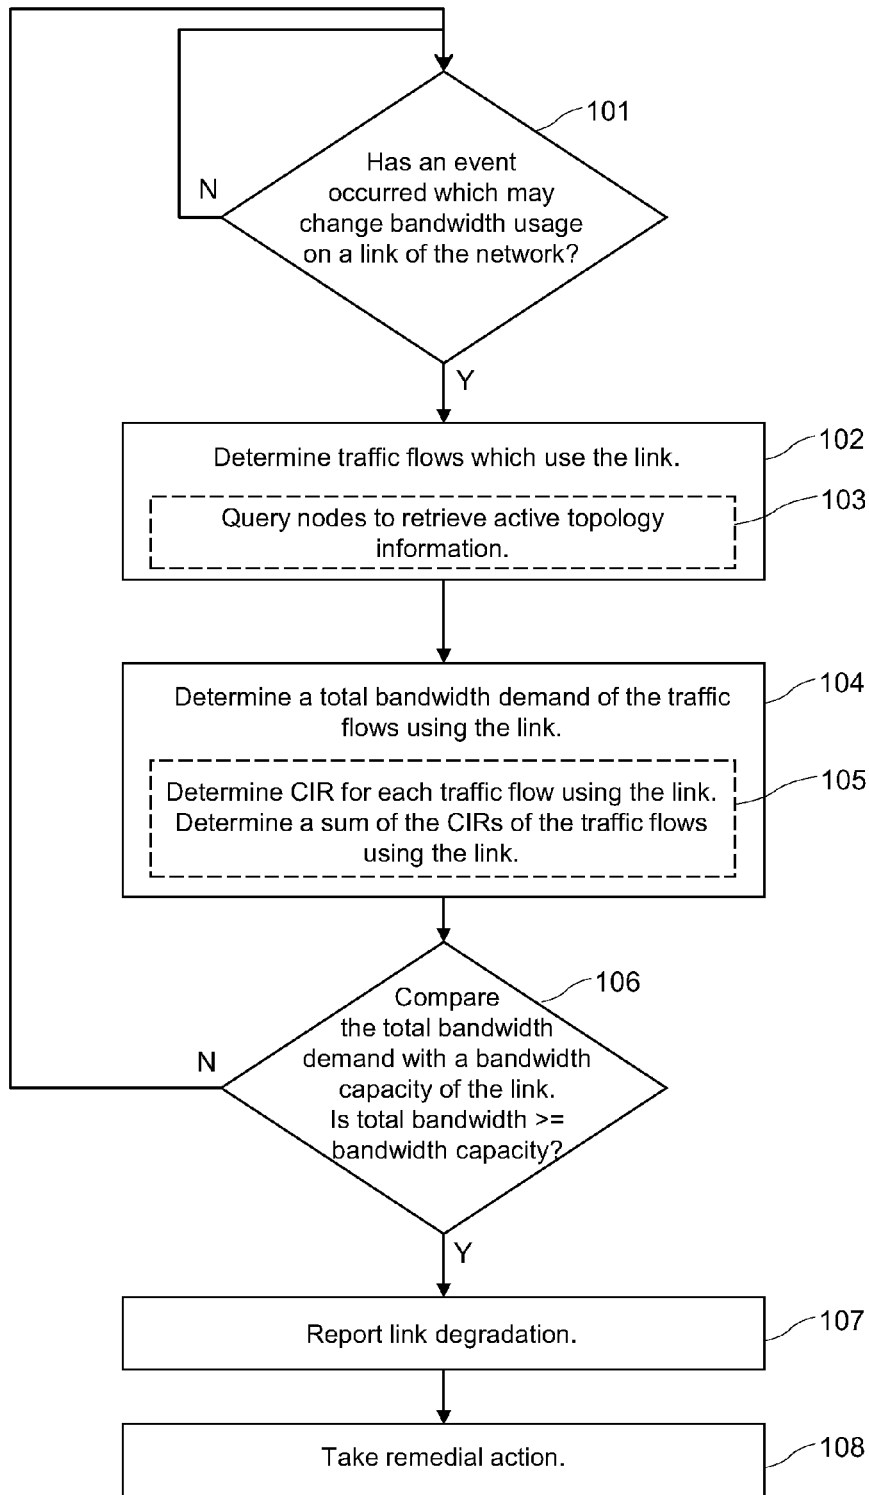 101
Has an event
occurred which may
change bandwidth usage
on a link of the network?
N
Y
102
Determine traffic flows which use the link.
103
Query nodes to retrieve active topology
information.
104
Determine a total bandwidth demand of the traffic
flows using the link.
105
Determine CIR for each traffic flow using the link.
Determine a sum of the CIRs of the traffic flows
using the link.
106
Compare
the total bandwidth
demand with a bandwidth
capacity of the link.
Is total bandwidth >=
bandwidth capacity?
N
Y
107
Report link degradation.
108
Take remedial action.